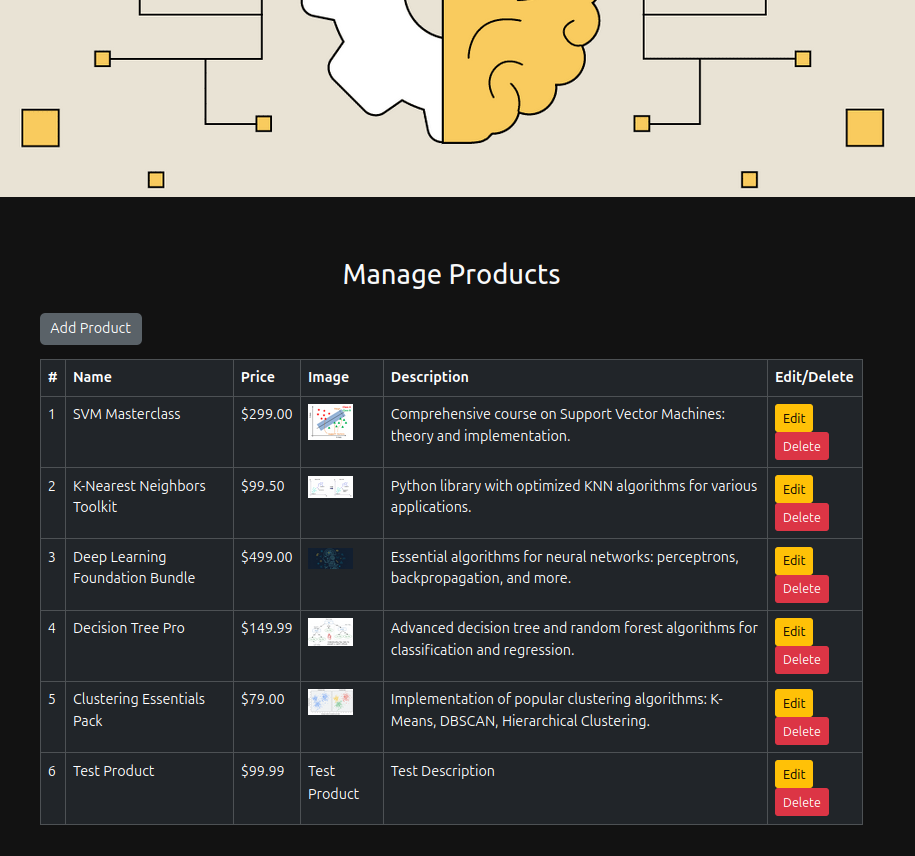 Manage Products
Add Product
# Name Price Image Description Edit/Delete
1 SVM Masterclass $299.00 Comprehensive course on Support Vector Machines: Edit
theory and implementation.
Delete
2 K-Nearest Neighbors $99.50 Python library with optimized KNN algorithms for various Edit
Toolkit applications.
Delete
3 Deep Learning $499.00 Essential algorithms for neural networks: perceptrons, Edit
Foundation Bundle backpropagation, and more.
Delete
4 Decision Tree Pro $149.99 Advanced decision tree and random forest algorithms for Edit
classification and regression.
Delete
5 Clustering Essentials $79.00 Implementation of popular clustering algorithms: K- Edit
Pack Means, DBSCAN, Hierarchical Clustering.
Delete
6 Test Product $99.99 Test Test Description Edit
Product
Delete